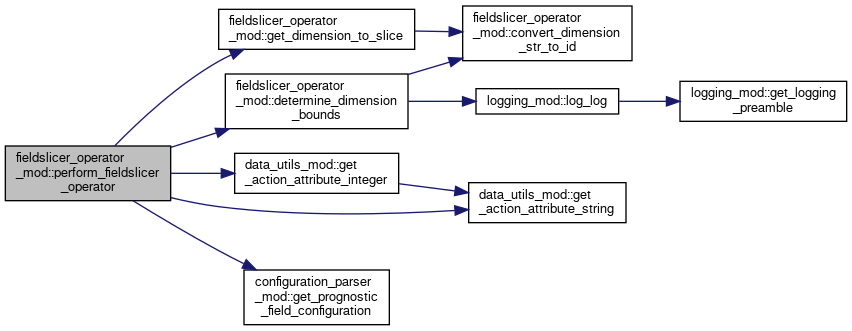 fieldslicer_operator
_mod::perform_fieldslicer
_operator
fieldslicer_operator
_mod::get_dimension_to_slice
fieldslicer_operator
_mod::convert_dimension
_str_to_id
fieldslicer_operator
_mod::determine_dimension
_bounds
logging_mod::log_log
logging_mod::get_logging
_preamble
data_utils_mod::get
_action_attribute_integer
data_utils_mod::get
_action_attribute_string
configuration_parser
_mod::get_prognostic
_field_configuration